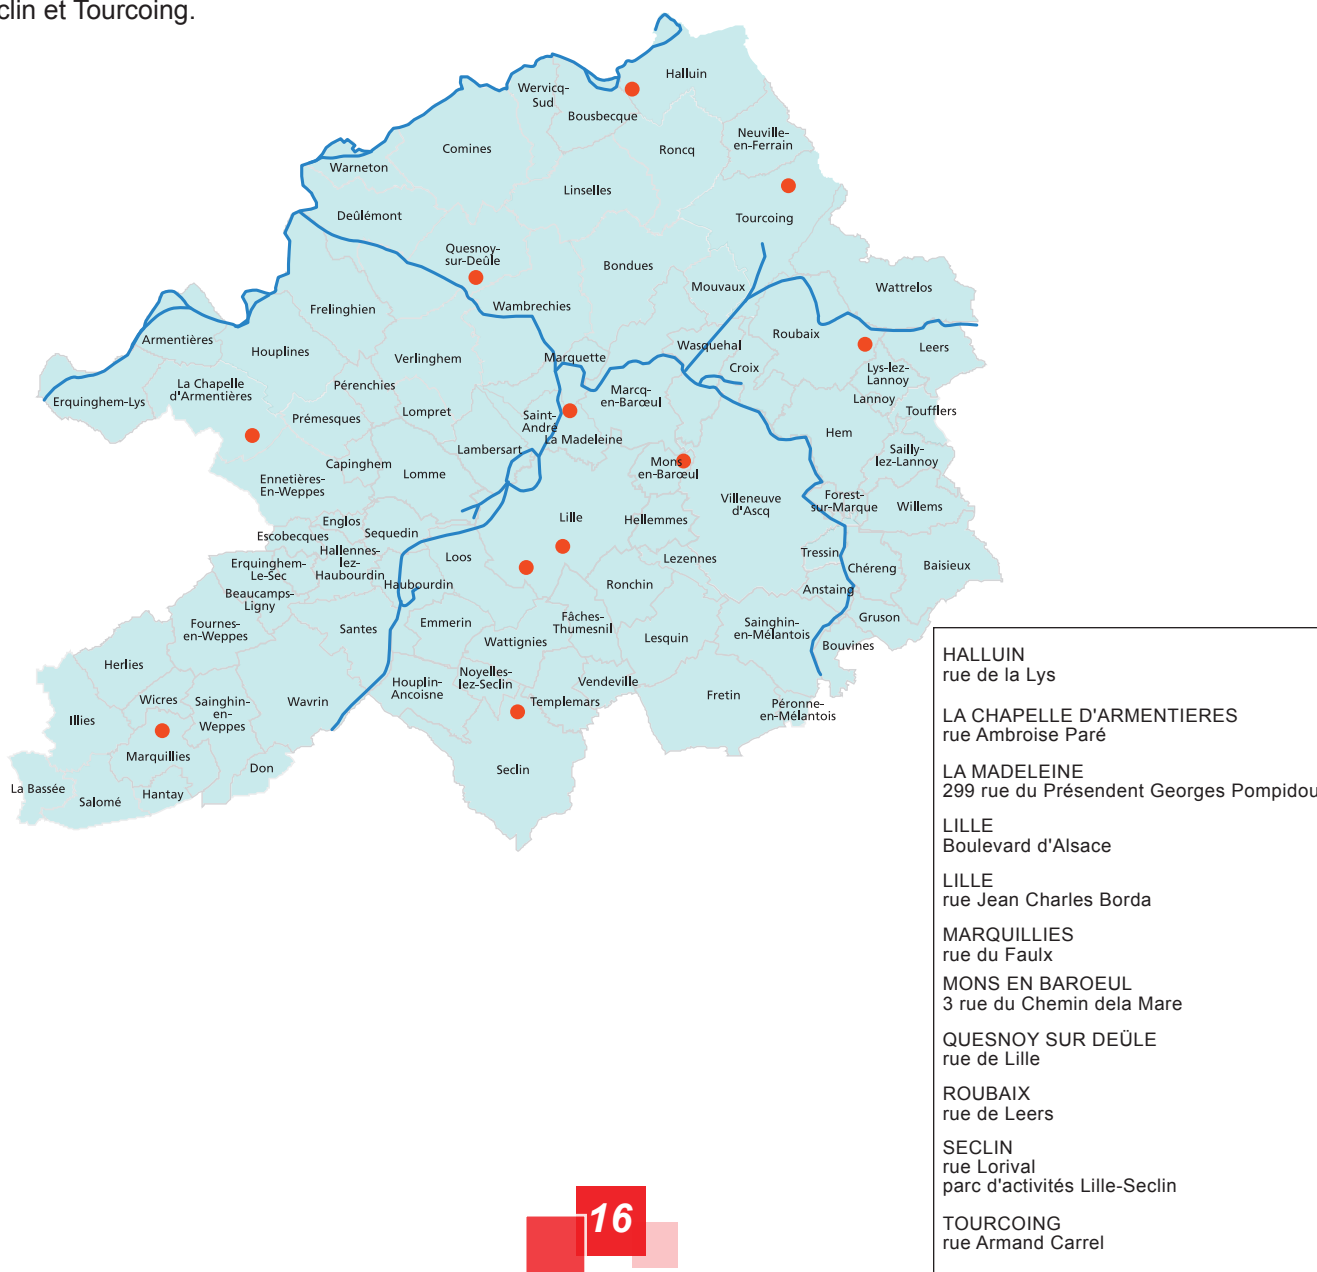 clin et Tourcoing.
Halluin
Wervicq-
Sud
Bousbecque
Neuville-
en-Ferrain
Roncq
Comines
Warneton
Linselles
Tourcoing
Deûlémont
Quesnoy-
sur-Deûle
Bondues
Mouvaux
Wattrelos
Wambrechies
Frelinghien
Armentières
Houplines
Roubaix
Wasquehal
Leers
Verlinghem
Marquette
Croix
Lys-lez-
Lannoy
La Chapelle
d'Armentières
Pérenchies
Marcq-
en-Barœul
Lannoy
Erquinghem-Lys
Prémesques
Lompret
Saint-
André
Toufflers
La Madeleine
Hem
Lambersart
Sailly-
lez-Lannoy
Capinghem
Lomme
Mons
en-Barœul
Ennetières-
En-Weppes
Villeneuve
d'Ascq
Forest-
sur-Marque
Willems
Englos
Lille
Hellemmes
Escobecques
Sequedin
Hallennes-
lez-
Haubourdin
Loos
Lezennes
Tressin
Erquinghem-
Le-Sec
Chéreng
Baisieux
Haubourdin
Ronchin
Anstaing
Beaucamps-
Ligny
Fournes-
en-Weppes
Santes
Emmerin
Fâches-
Thumesnil
Sainghin-
en-Mélantois
Gruson
Wattignies
Lesquin
Bouvines
Herlies
Noyelles-
lez-Seclin
Houplin-
Ancoisne
Vendeville
Wicres
Sainghin-
en-
Weppes
Wavrin
Templemars
Fretin
Péronne-
en-Mélantois
Illies
Marquillies
Don
Seclin
La Bassée
Salomé
Hantay
HALLUIN
rue de la Lys
LA CHAPELLE D'ARMENTIERES
rue Ambroise Paré
LA MADELEINE
299 rue du Présendent Georges Pompidou
LILLE
Boulevard d'Alsace
LILLE
rue Jean Charles Borda
MARQUILLIES
rue du Faulx
MONS EN BAROEUL
3 rue du Chemin dela Mare
QUESNOY SUR DEÜLE
rue de Lille
ROUBAIX
rue de Leers
SECLIN
rue Lorival
parc d'activités Lille-Seclin
TOURCOING
rue Armand Carrel
16